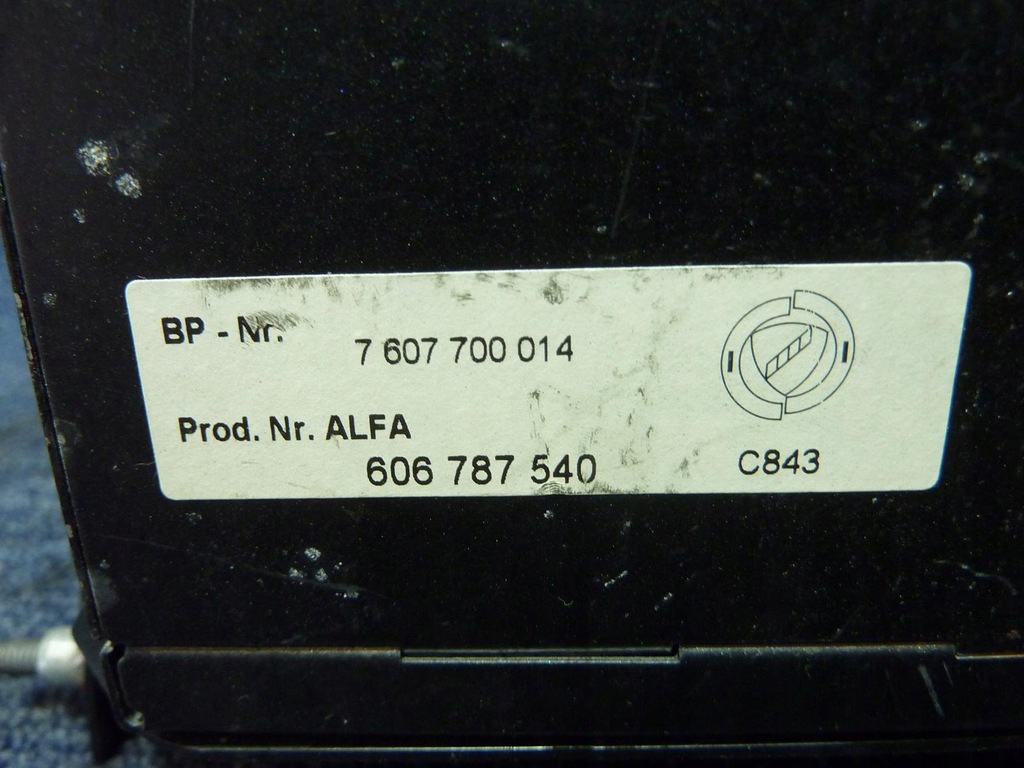 BP - Nr.
7 607 700 014
Prod. Nr. ALFA
606 787 540
C843